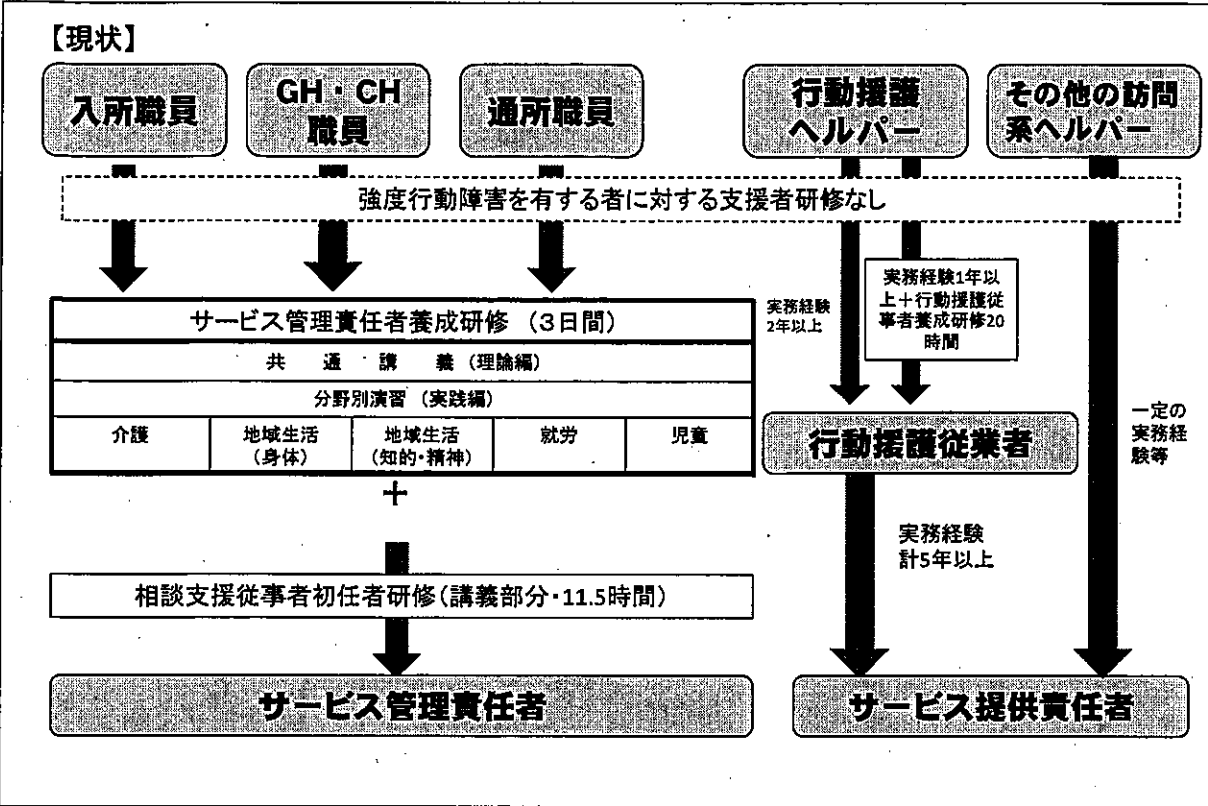 【現状】
入所職員
GH・CH
職員
通所職員
行動援護
ヘルパー
その他の訪問
系ヘルパー
強度行動障害を有する者に対する支援者研修なし
実務経験
2年以上
実務経験1年以
上＋行動援護従
事者養成研修20
時間
サービス管理責任者養成研修 （3日間）
共 通 講 義 （理論編）
分野別演習 （実践編）
介護
地域生活
（身体）
地域生活
（知的・精神）
就労
児童
＋
行動援護従業者
一定の
実務経
験等
実務経験
計5年以上
相談支援従事者初任者研修（講義部分・11.5時間）
サービス管理責任者
サービス提供責任者